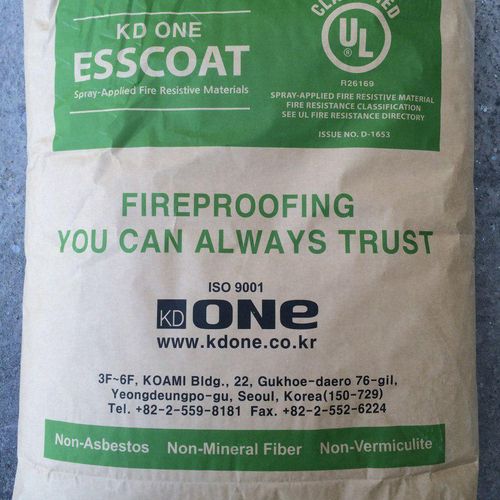 KD ONE
ESSCOAT
Spray-Applied Fire Resistive Materials
CLASSIFIED
UL
®
R26169
SPRAY-APPLIED FIRE RESISTIVE MATERIAL
FIRE RESISTANCE CLASSIFICATION
SEE UL FIRE RESISTANCE DIRECTORY
ISSUE NO. D-1653
FIREPROOFING
YOU CAN ALWAYS TRUST
ISO 9001
KD ONE
www.kdone.co.kr
3F~6F, KOAMI Bldg., 22, Gukhoe-daero 76-gil,
Yeongdeungpo-gu, Seoul, Korea(150-729)
Tel. +82-2-559-8181 Fax. +82-2-552-6224
Non-Asbestos Non-Mineral Fiber Non-Vermiculite